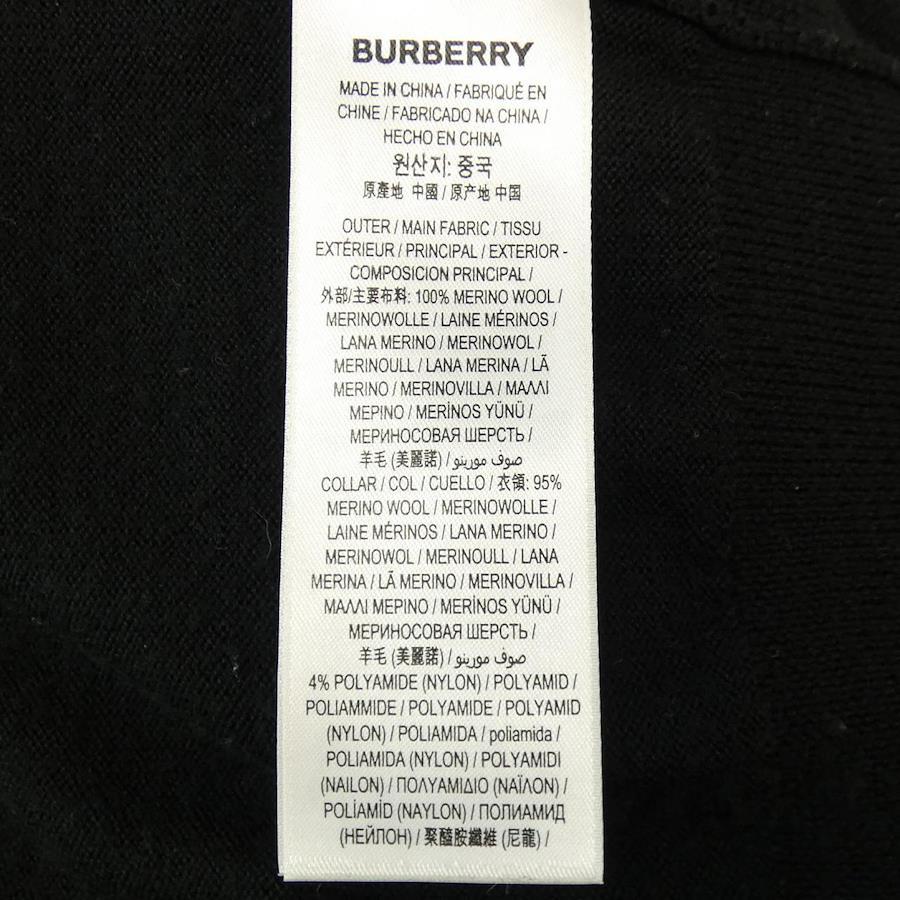 BURBERRY
MADE IN CHINA / FABRIQUÉ EN
CHINE / FABRICADO NA CHINA /
HECHO EN CHINA
원산지: 중국
原產地 中國 / 原产地 中国
OUTER / MAIN FABRIC / TISSU
EXTÉRIEUR / PRINCIPAL / EXTERIOR -
COMPOSICION PRINCIPAL /
外部/主要布料: 100% MERINO WOOL /
MERINOWOLLE / LAINE MÉRINOS /
LANA MERINO / MERINOWOL /
MERINOULL / LANA MERINA / LÃ
MERINO / MERINOVILLA / ΜΑΛΛΙ
ΜΕΡΙΝΟ / MERİNOS YÜNÜ /
МЕРИНОСОВАЯ ШЕРСТЬ /
羊毛 (美麗諾) / صوف مورينو /
COLLAR / COL / CUELLO / 衣領: 95%
MERINO WOOL / MERINOWOLLE /
LAINE MÉRINOS / LANA MERINO /
MERINOWOL / MERINOULL / LANA
MERINA / LÃ MERINO / MERINOVILLA /
ΜΑΛΛΙ ΜΕΡΙΝΟ / MERİNOS YÜNÜ /
МЕРИНОСОВАЯ ШЕРСТЬ /
羊毛 (美麗諾) / صوف مورينو /
4% POLYAMIDE (NYLON) / POLYAMID /
POLIAMMIDE / POLYAMIDE / POLYAMID
(NYLON) / POLIAMIDA / poliamida /
POLIAMIDA (NYLON) / POLYAMIDI
(NAILON) / ΠΟΛΥΑΜΙΔΙΟ (ΝΑΪΛΟΝ) /
POLİAMİD (NAYLON) / ПОЛИАМИД
(НЕЙЛОН) / 聚醯胺纖維 (尼龍) /